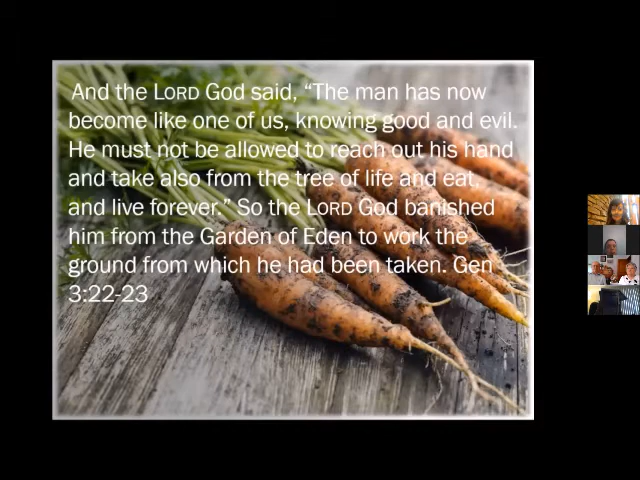 And the LORD God said, “The man has now
become like one of us, knowing good and evil.
He must not be allowed to reach out his hand
and take also from the tree of life and eat,
and live forever.” So the LORD God banished
him from the Garden of Eden to work the
ground from which he had been taken. Gen
3:22-23